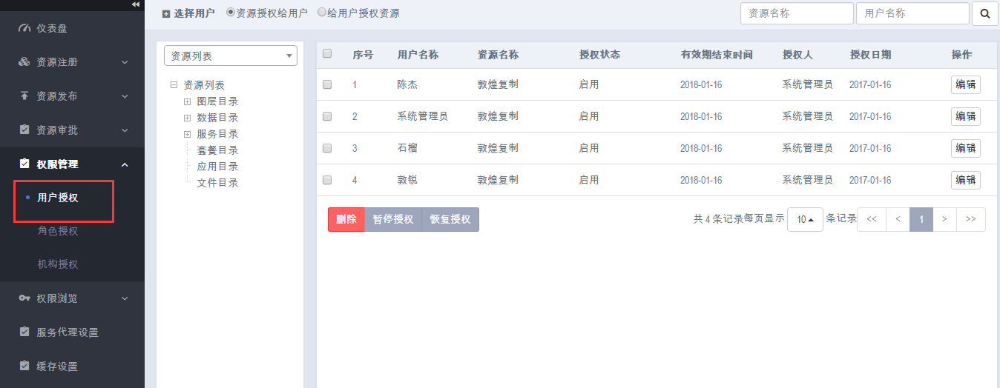 仪表盘
资源注册
资源发布
资源审批
权限管理
用户授权
角色授权
机构授权
权限浏览
服务代理设置
缓存设置
选择用户 资源授权给用户 给用户授权资源 资源名称 用户名称
资源列表
资源列表
图层目录
数据目录
服务目录
套餐目录
应用目录
文件目录
序号 用户名称 资源名称 授权状态 有效期结束时间 授权人 授权日期 操作
1 陈杰 敦煌复制 启用 2018-01-16 系统管理员 2017-01-16 编辑
2 系统管理员 敦煌复制 启用 2018-01-16 系统管理员 2017-01-16 编辑
3 石榴 敦煌复制 启用 2018-01-16 系统管理员 2017-01-16 编辑
4 敦锐 敦煌复制 启用 2018-01-16 系统管理员 2017-01-16 编辑
删除 暂停授权 恢复授权 共 4 条记录每页显示 10 条记录 << < 1 > >>